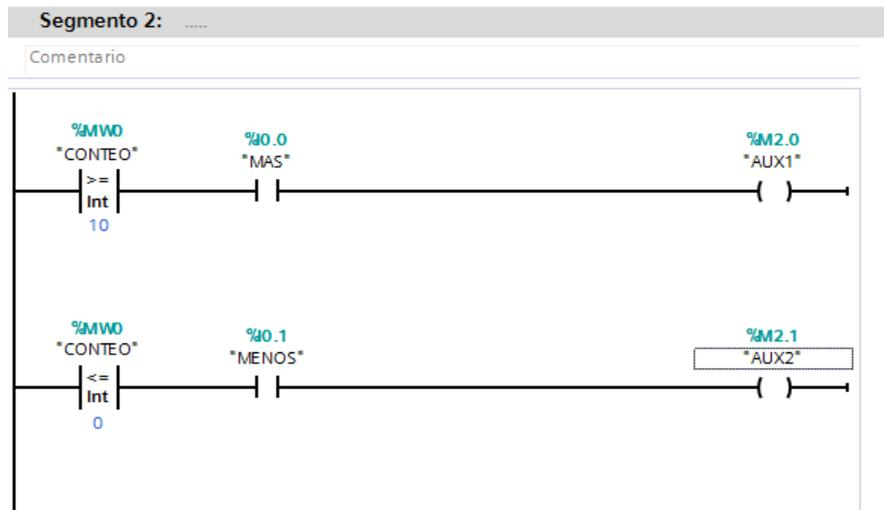 Segmento 2: .....
Comentario
%MW0
"CONTEO"
>=
Int
10
%I0.0
"MAS"
%M2.0
"AUX1"
%MW0
"CONTEO"
<=
Int
0
%I0.1
"MENOS"
%M2.1
"AUX2"